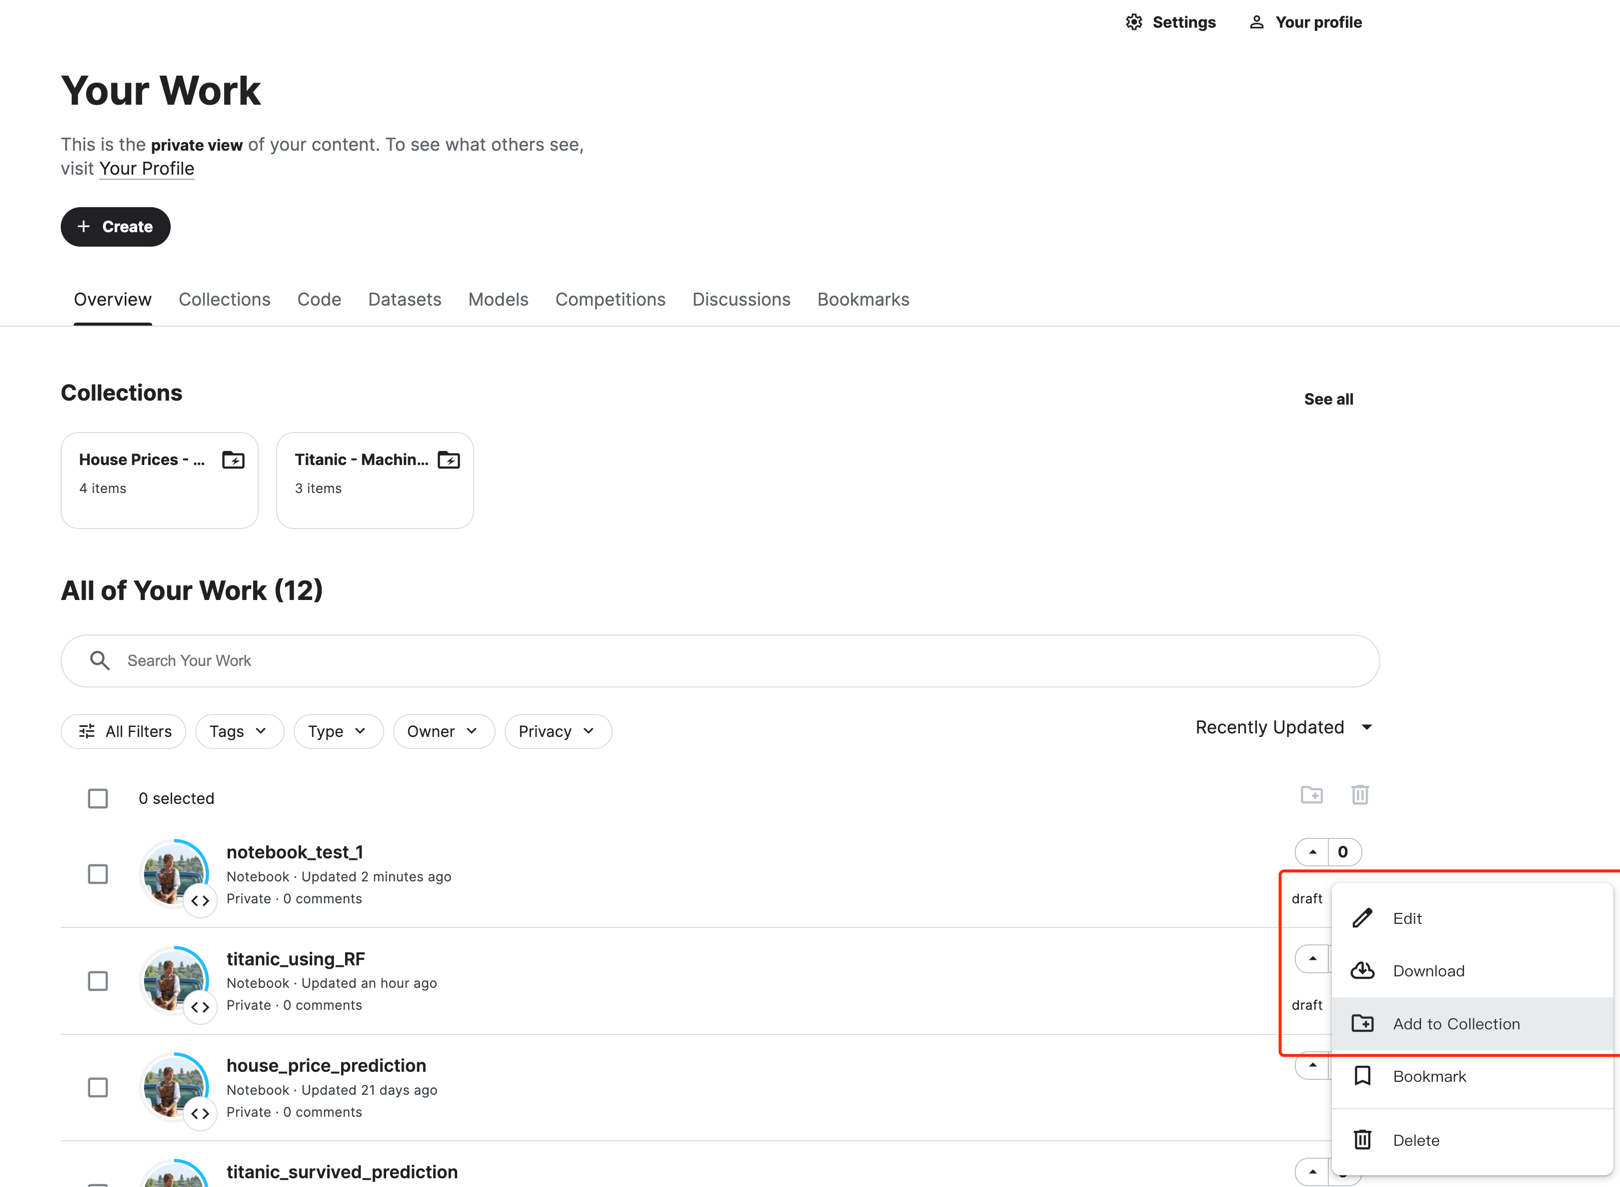 Settings
Your profile
Your Work
This is the private view of your content. To see what others see,
visit Your Profile
+ Create
Overview
Collections
Code
Datasets
Models
Competitions
Discussions
Bookmarks
Collections
See all
House Prices - ...
4 items
Titanic - Machin...
3 items
All of Your Work (12)
Search Your Work
All Filters
Tags
Type
Owner
Privacy
Recently Updated
0 selected
notebook_test_1
Notebook · Updated 2 minutes ago
Private · 0 comments
0
draft
titanic_using_RF
Notebook · Updated an hour ago
Private · 0 comments
draft
house_price_prediction
Notebook · Updated 21 days ago
Private · 0 comments
titanic_survived_prediction
Edit
Download
Add to Collection
Bookmark
Delete